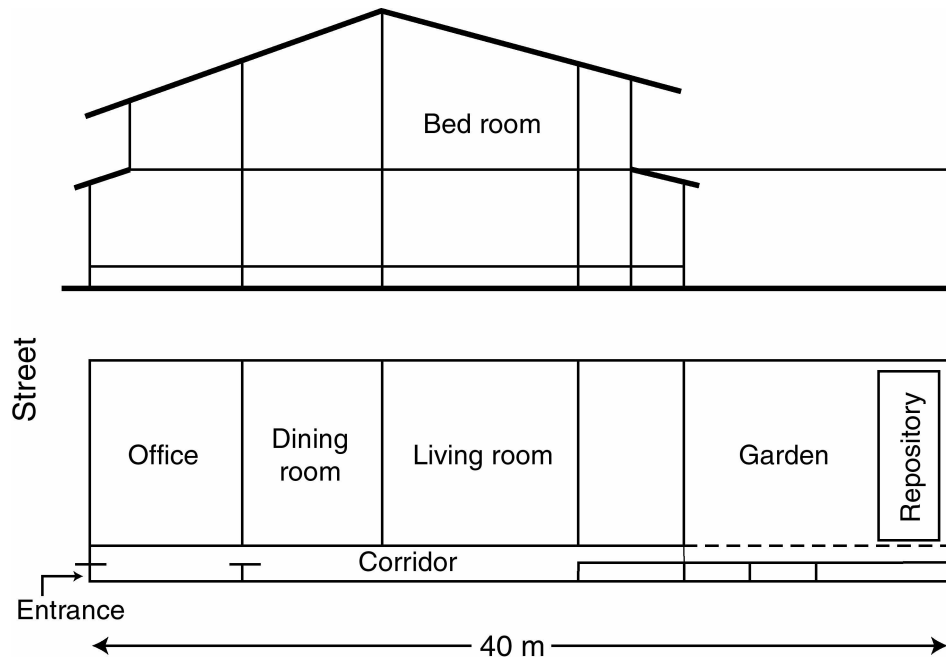 Bed room
Street
Office
Dining
room
Living room
Garden
Repository
Corridor
Entrance
40 m